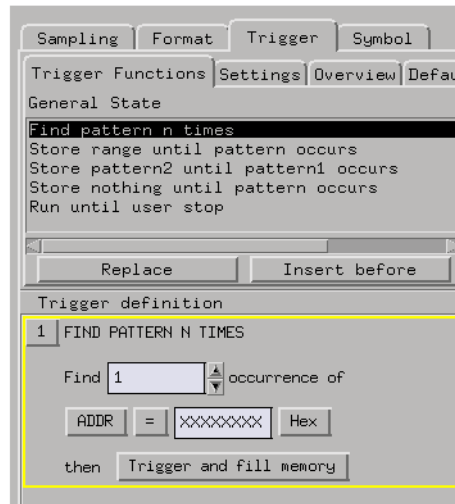 Sampling Format Trigger Symbol
Trigger Functions Settings Overview Defau
General State
Find pattern n times
Store range until pattern occurs
Store pattern2 until pattern1 occurs
Store nothing until pattern occurs
Run until user stop
Replace Insert before
Trigger definition
1 FIND PATTERN N TIMES
Find 1 occurrence of
ADDR = XXXXXXXX Hex
then Trigger and fill memory